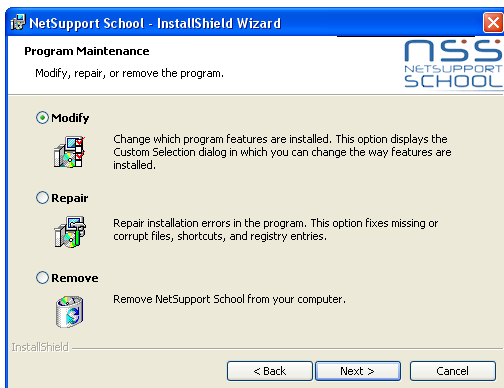 NetSupport School - InstallShield Wizard
Program Maintenance
Modify, repair, or remove the program.
nss
NETSUPPORT
SCHOOL
Modify
Change which program features are installed. This option displays the
Custom Selection dialog in which you can change the way features are
installed.
Repair
Repair installation errors in the program. This option fixes missing or
corrupt files, shortcuts, and registry entries.
Remove
Remove NetSupport School from your computer.
InstallShield
< Back
Next >
Cancel